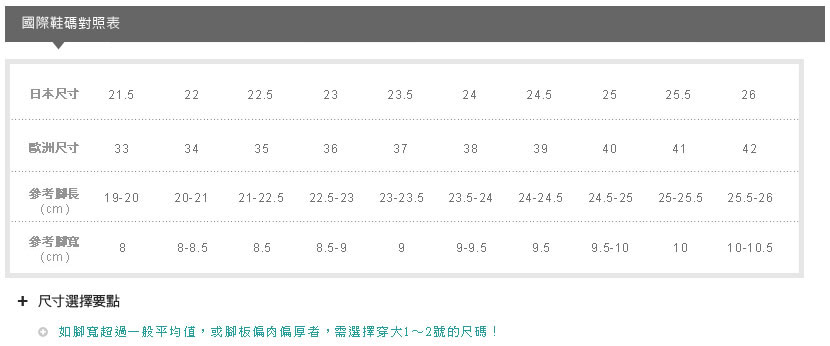 國際鞋碼對照表
日本尺寸 21.5 22 22.5 23 23.5 24 24.5 25 25.5 26
歐洲尺寸 33 34 35 36 37 38 39 40 41 42
參考腳長 19-20 20-21 21-22.5 22.5-23 23-23.5 23.5-24 24-24.5 24.5-25 25-25.5 25.5-26
(cm)
參考腳寬 8 8-8.5 8.5 8.5-9 9 9-9.5 9.5 9.5-10 10 10-10.5
(cm)
+ 尺寸選擇要點
如腳寬超過一般平均值，或腳板偏肉偏厚者，需選擇穿大1～2號的尺碼！